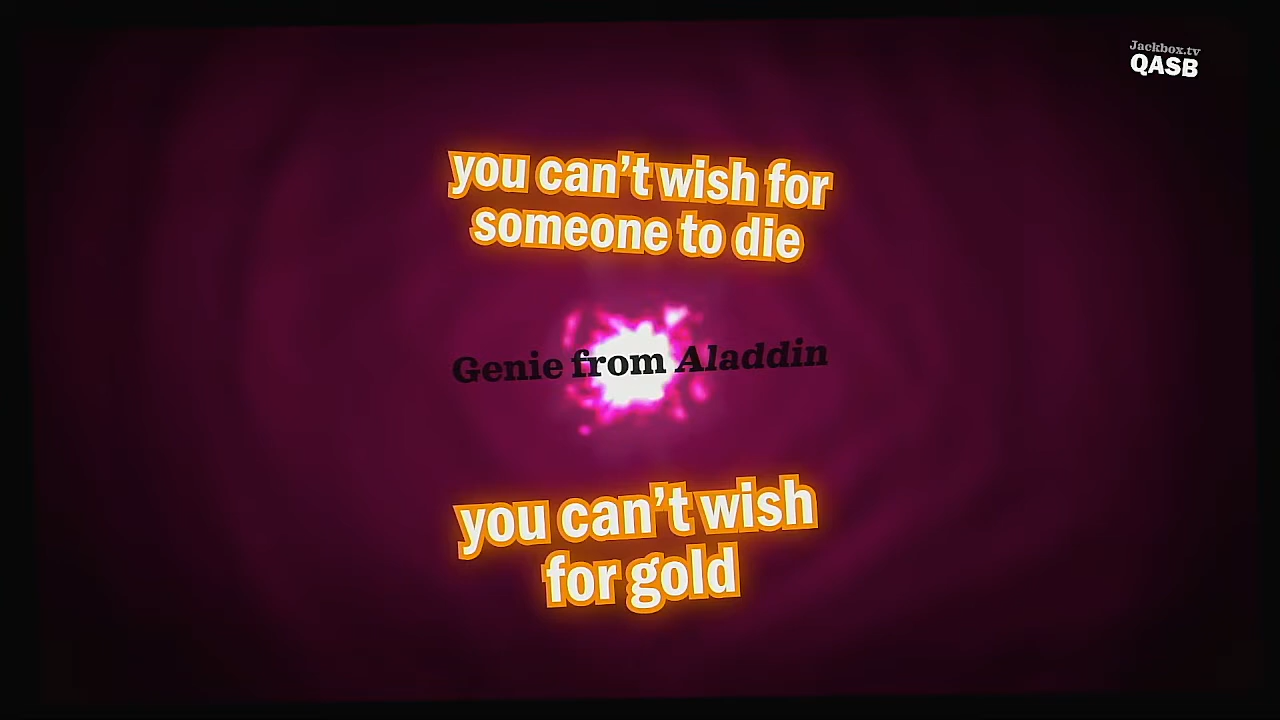 Jackbox.tv
QASB
you can’t wish for
someone to die
Genie from Aladdin
you can’t wish
for gold